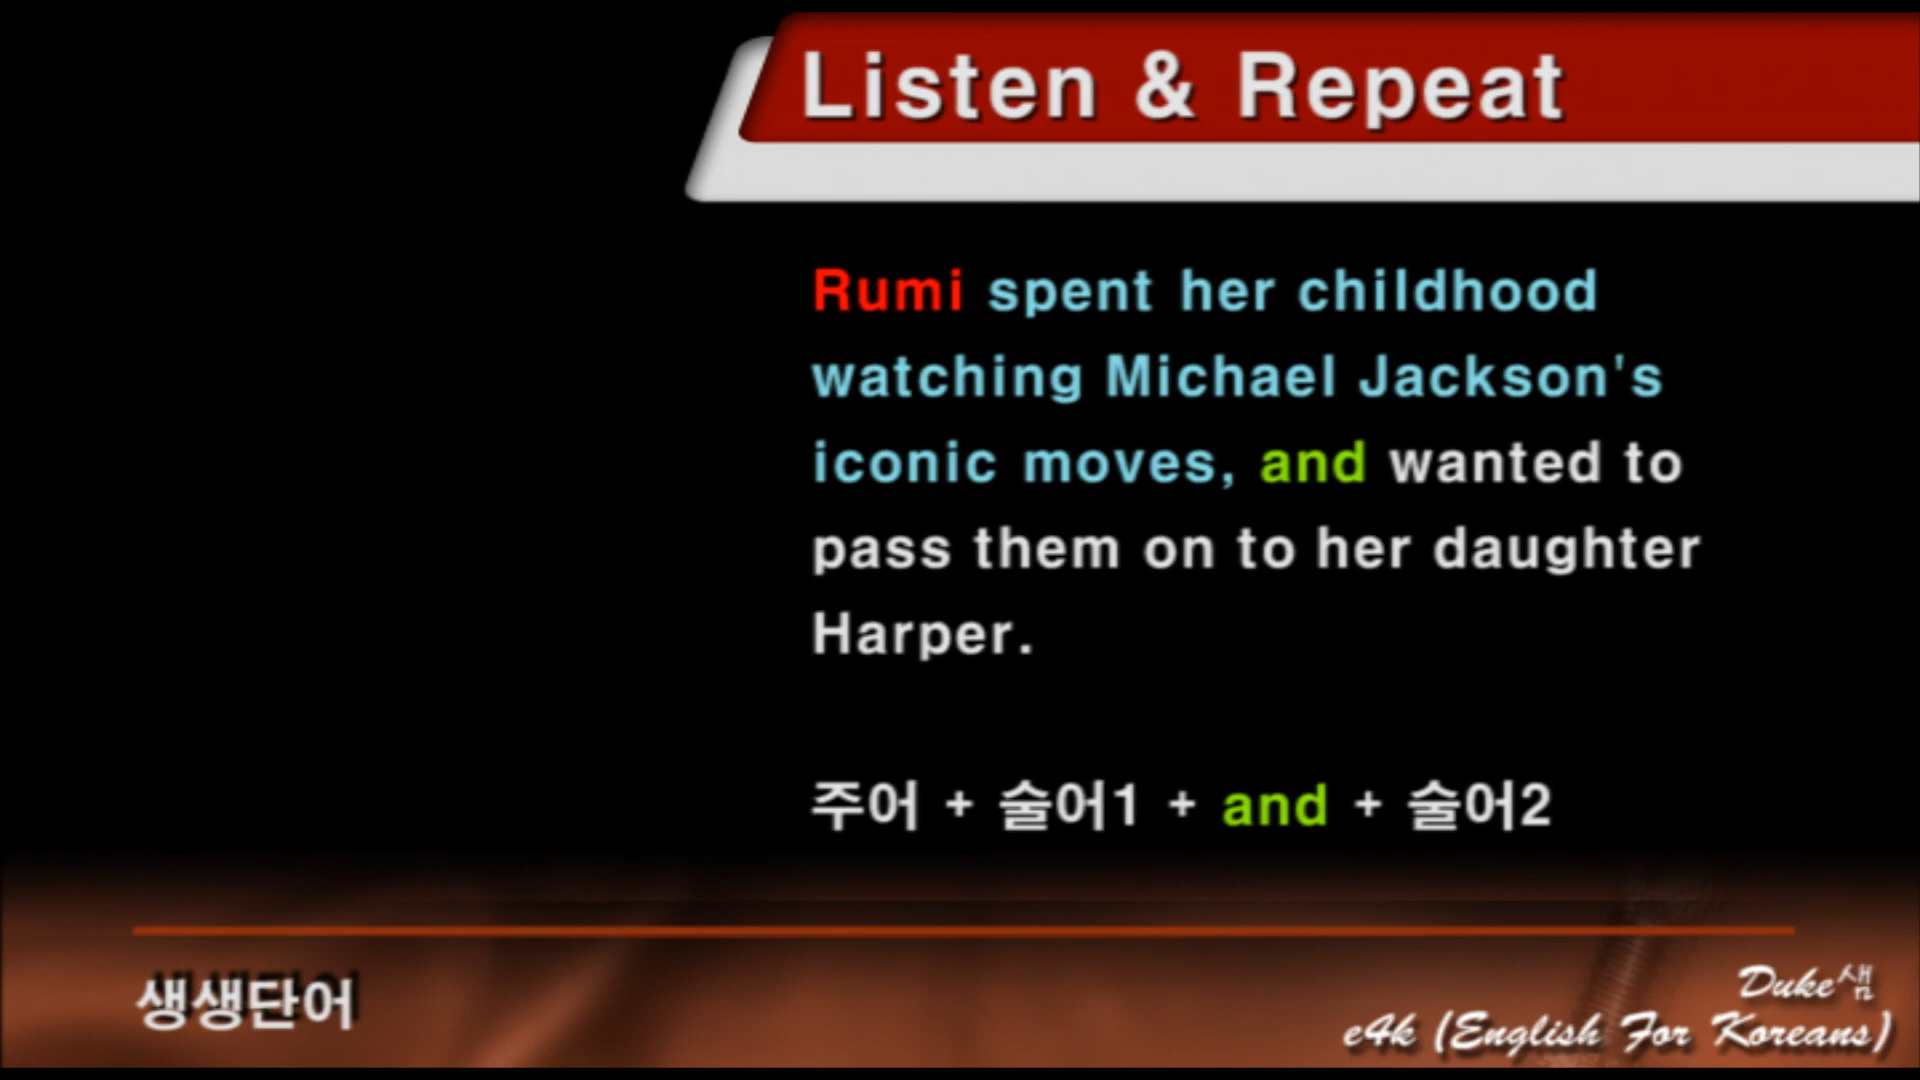 Listen & Repeat
Rumi spent her childhood
watching Michael Jackson's
iconic moves, and wanted to
pass them on to her daughter
Harper.
주어 + 술어1 + and + 술어2
생생단어
Duke샘
e4k (English For Koreans)